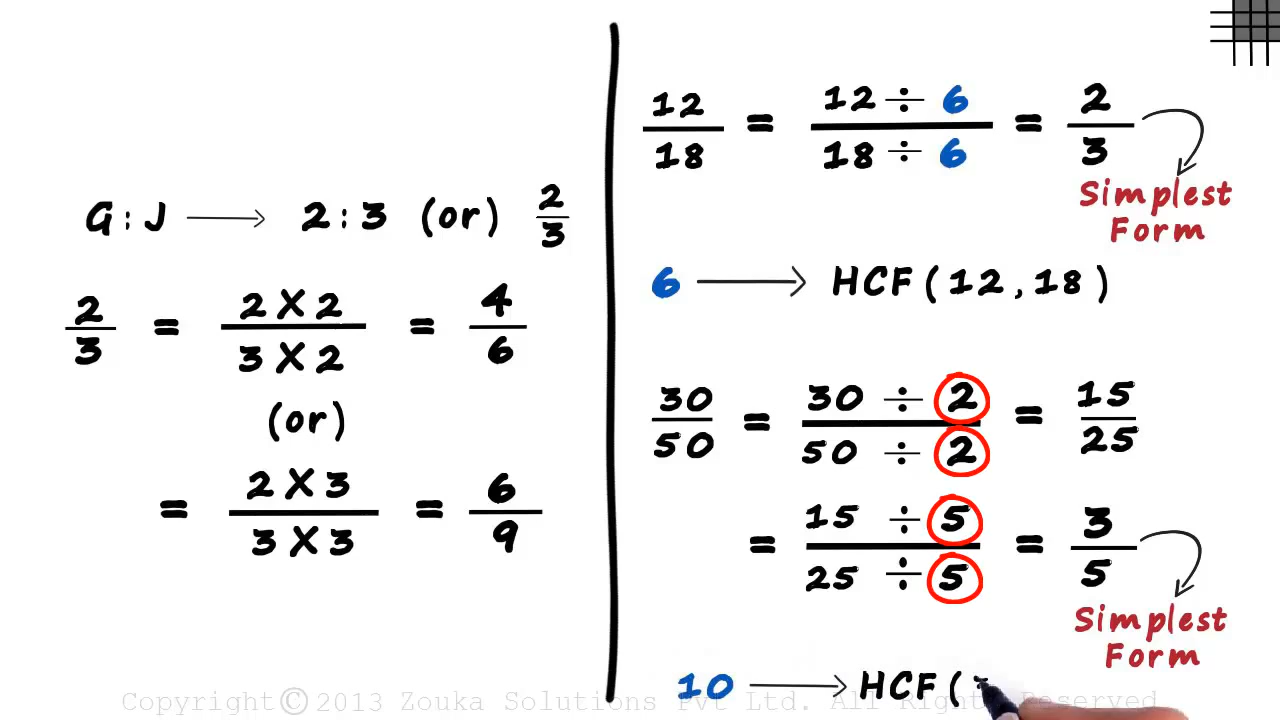 G : J → 2 : 3 (or) 2/3
2/3 = 2 X 2 / 3 X 2 = 4/6
(or)
= 2 X 3 / 3 X 3 = 6/9
12/18 = 12 ÷ 6 / 18 ÷ 6 = 2/3
Simplest
Form
6 → HCF ( 12 , 18 )
30/50 = 30 ÷ 2 / 50 ÷ 2 = 15/25
= 15 ÷ 5 / 25 ÷ 5 = 3/5
Simplest
Form
10 → HCF (
Copyright © 2013 Zouka Solutions Pvt Ltd. All Rights Reserved